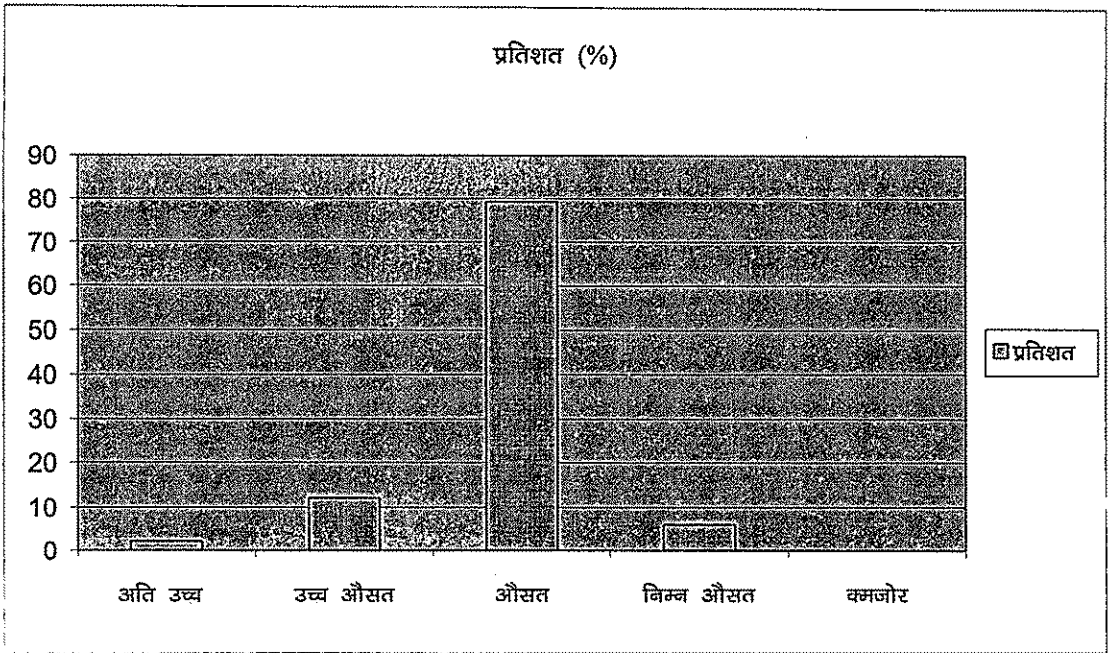 प्रतिशत (%)
90
80
70
60
50
40
30
20
10
0
प्रतिशत
अति उच्च
उच्च औसत
औसत
निम्न औसत
क्मजोर